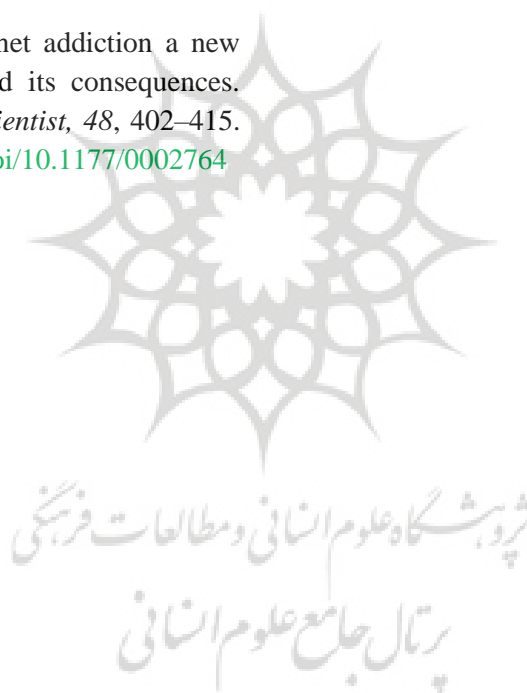 net addiction a new
d its consequences.
ientist, 48, 402–415.
oi/10.1177/0002764
پژوهشگاه علوم انسانی و مطالعات فرهنگی
پرتال جامع علوم انسانی